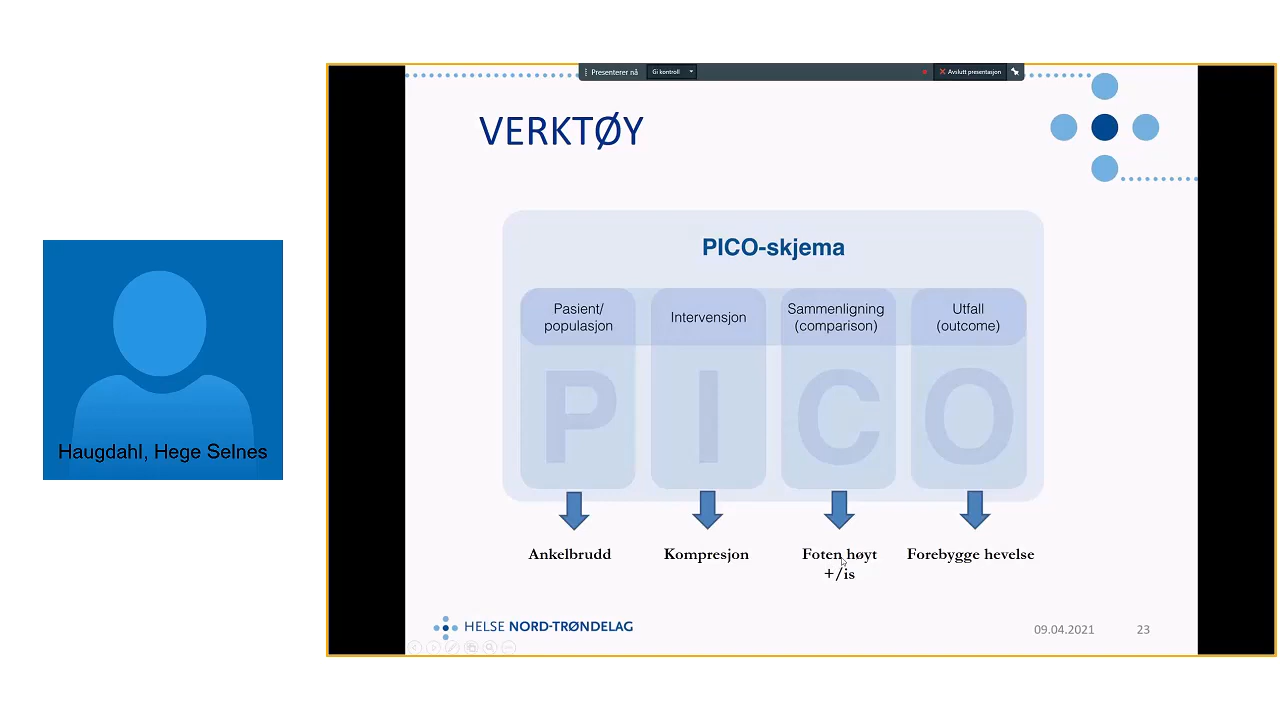 Presenterer nå
Gi kontroll
Avslutt presentasjon
VERKTØY
PICO-skjema
Pasient/
populasjon
Intervensjon
Sammenligning
(comparison)
Utfall
(outcome)
P
I
C
O
Ankelbrudd
Kompresjon
Foten høyt
+/is
Forebygge hevelse
Haugdahl, Hege Selnes
HELSE NORD-TRØNDELAG
09.04.2021
23